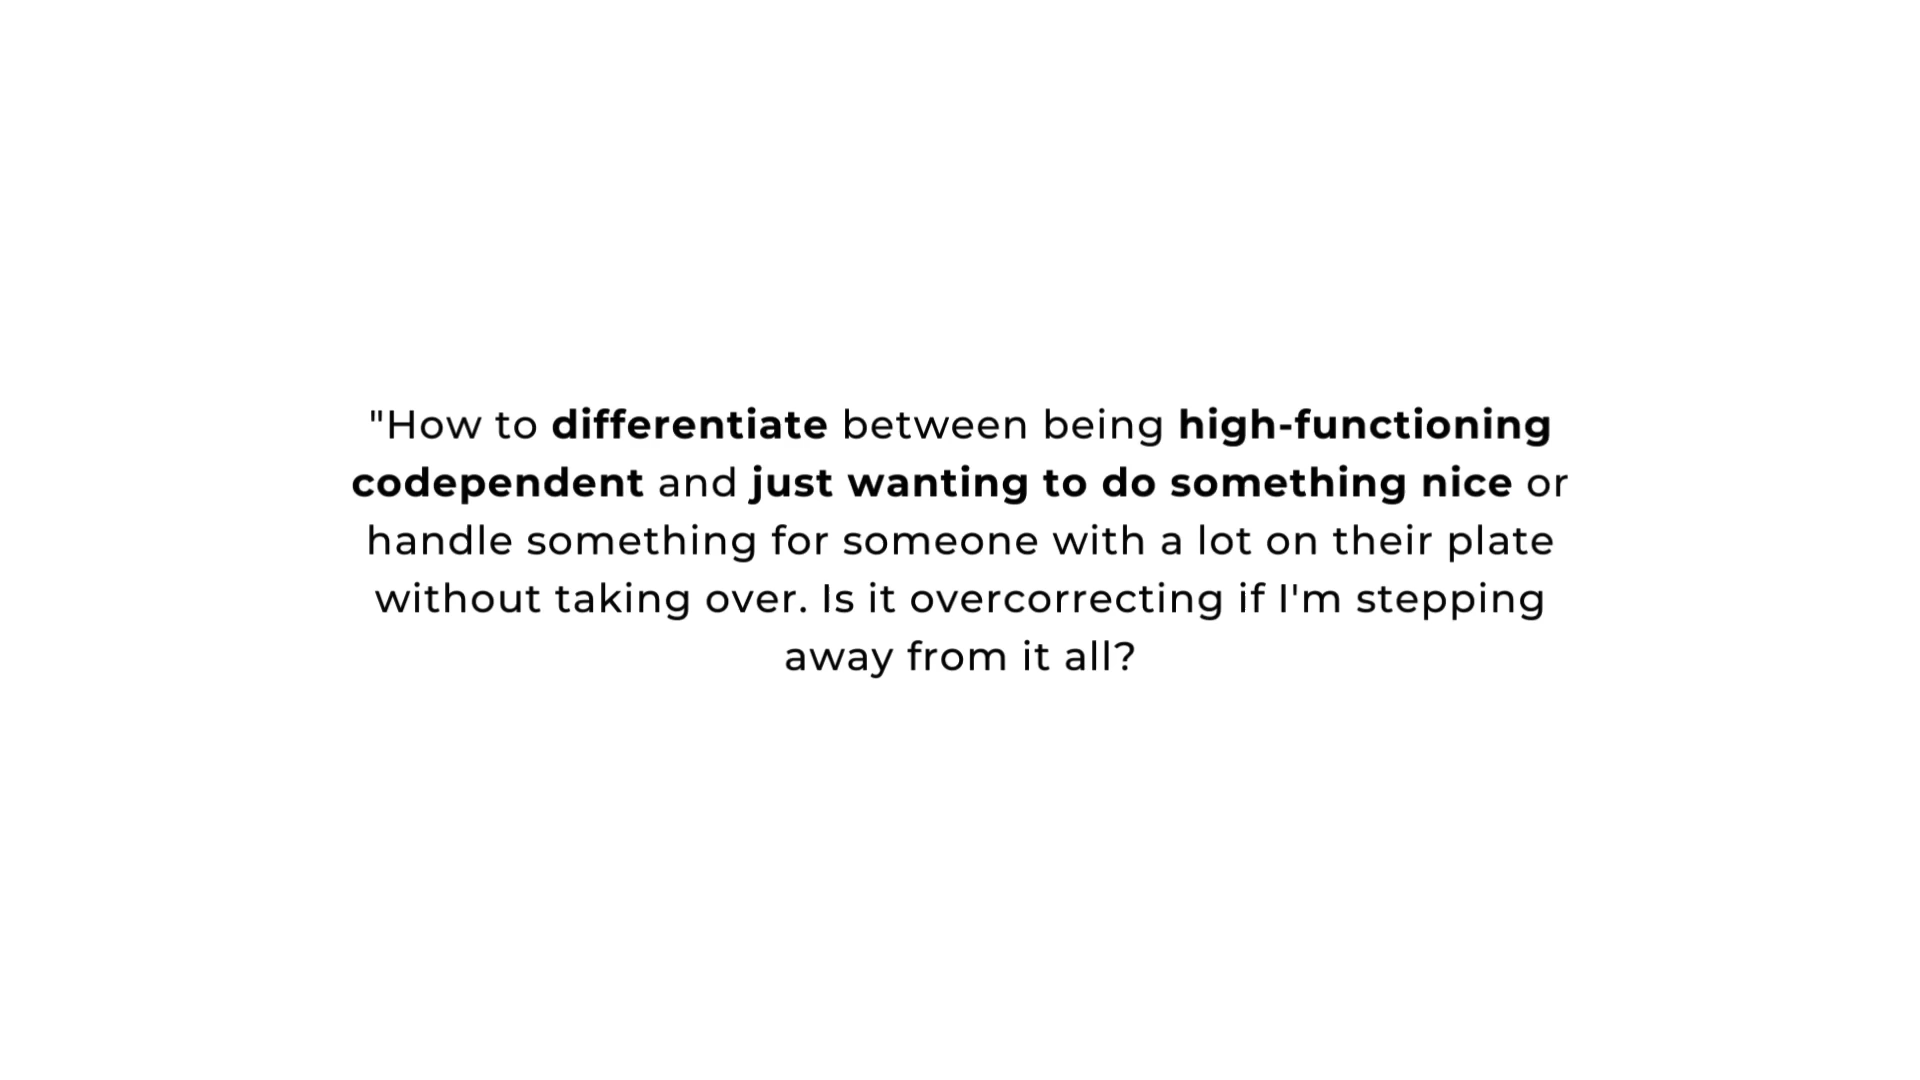 "How to differentiate between being high-functioning
codependent and just wanting to do something nice or
handle something for someone with a lot on their plate
without taking over. Is it overcorrecting if I'm stepping
away from it all?